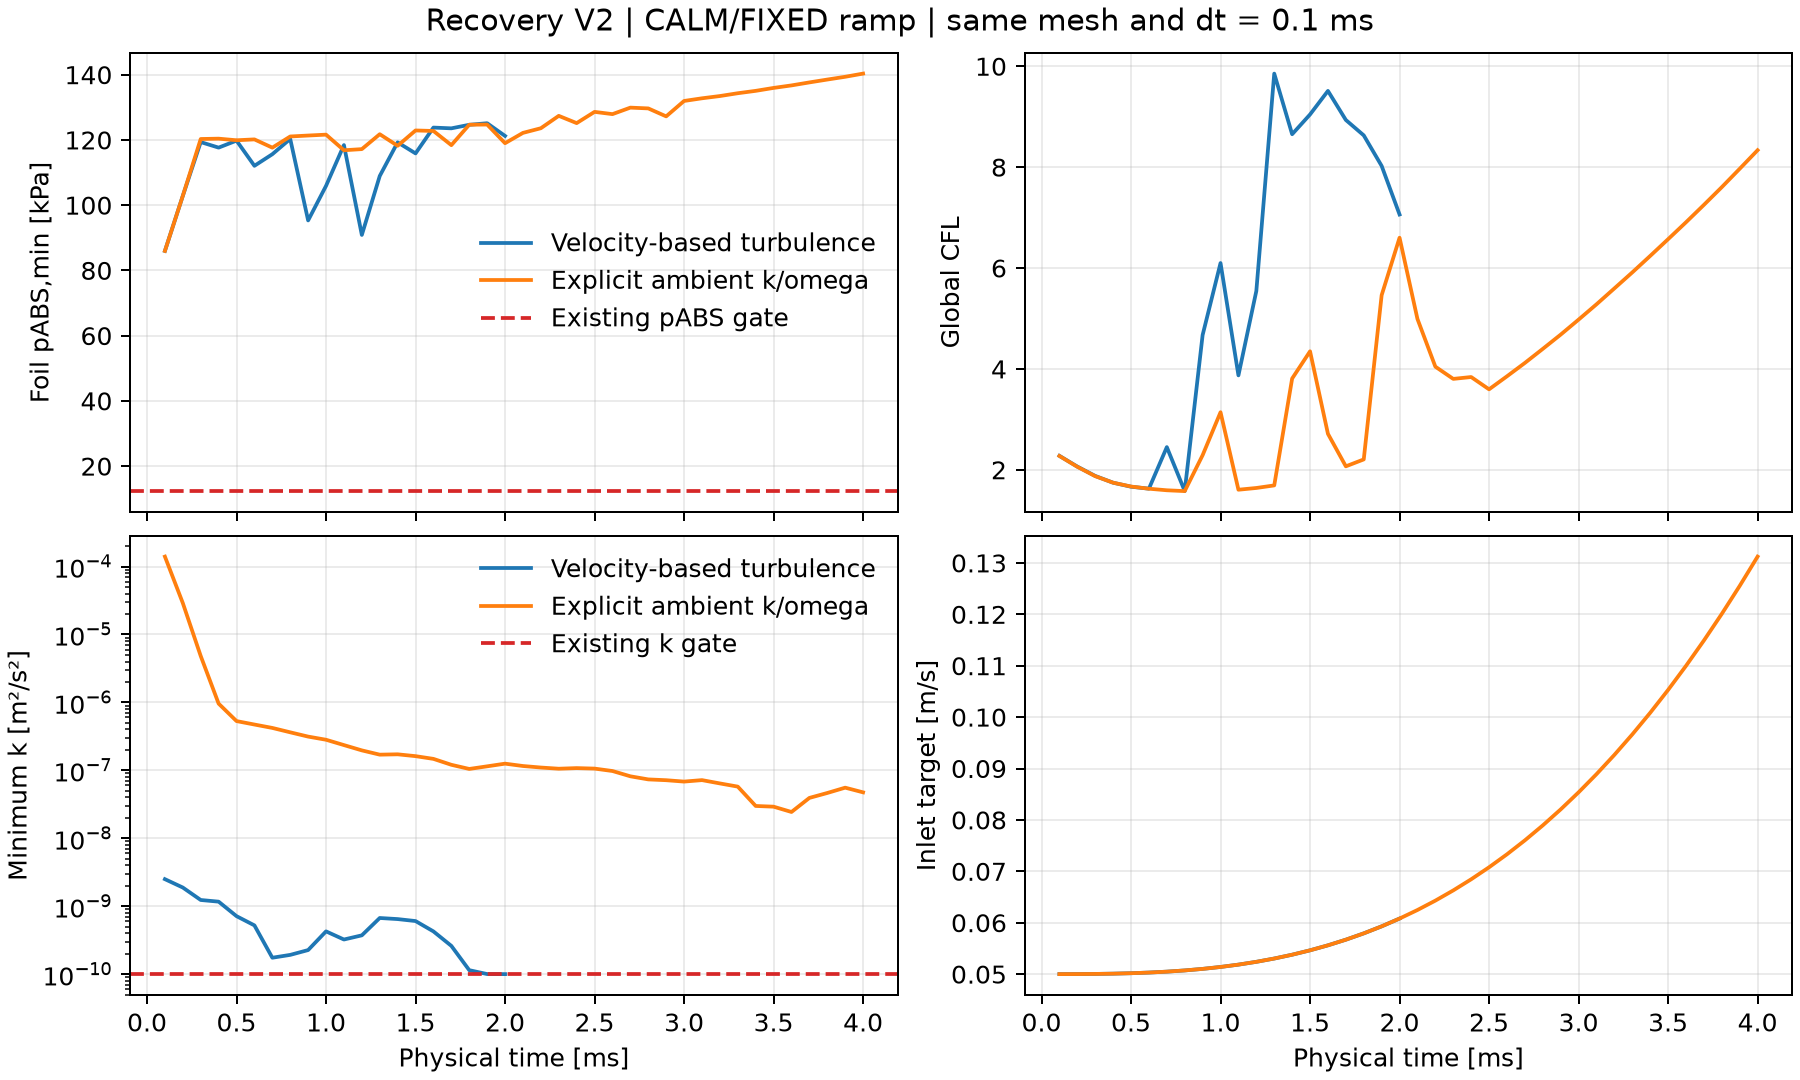 Recovery V2 | CALM/FIXED ramp | same mesh and dt = 0.1 ms
Foil pABS,min [kPa]
140
120
100
80
60
40
20
Velocity-based turbulence
Explicit ambient k/omega
Existing pABS gate
Global CFL
10
8
6
4
2
Minimum k [m²/s²]
10⁻⁴
10⁻⁵
10⁻⁶
10⁻⁷
10⁻⁸
10⁻⁹
10⁻¹⁰
Velocity-based turbulence
Explicit ambient k/omega
Existing k gate
0.0 0.5 1.0 1.5 2.0 2.5 3.0 3.5 4.0
Physical time [ms]
Inlet target [m/s]
0.13
0.12
0.11
0.10
0.09
0.08
0.07
0.06
0.05
0.0 0.5 1.0 1.5 2.0 2.5 3.0 3.5 4.0
Physical time [ms]